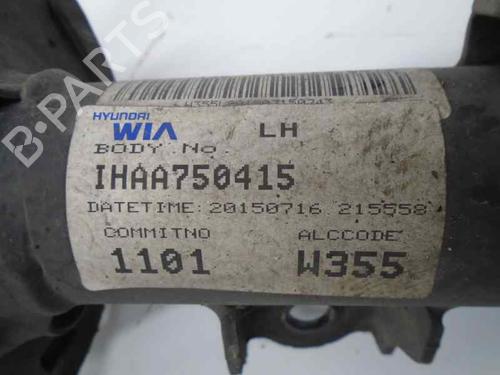 HYUNDAI
WIA LH
BODY No.
IHAA750415
DATETIME:20150716 215558
COMMITNO ALCCODE
1101 W355
B-PARTS